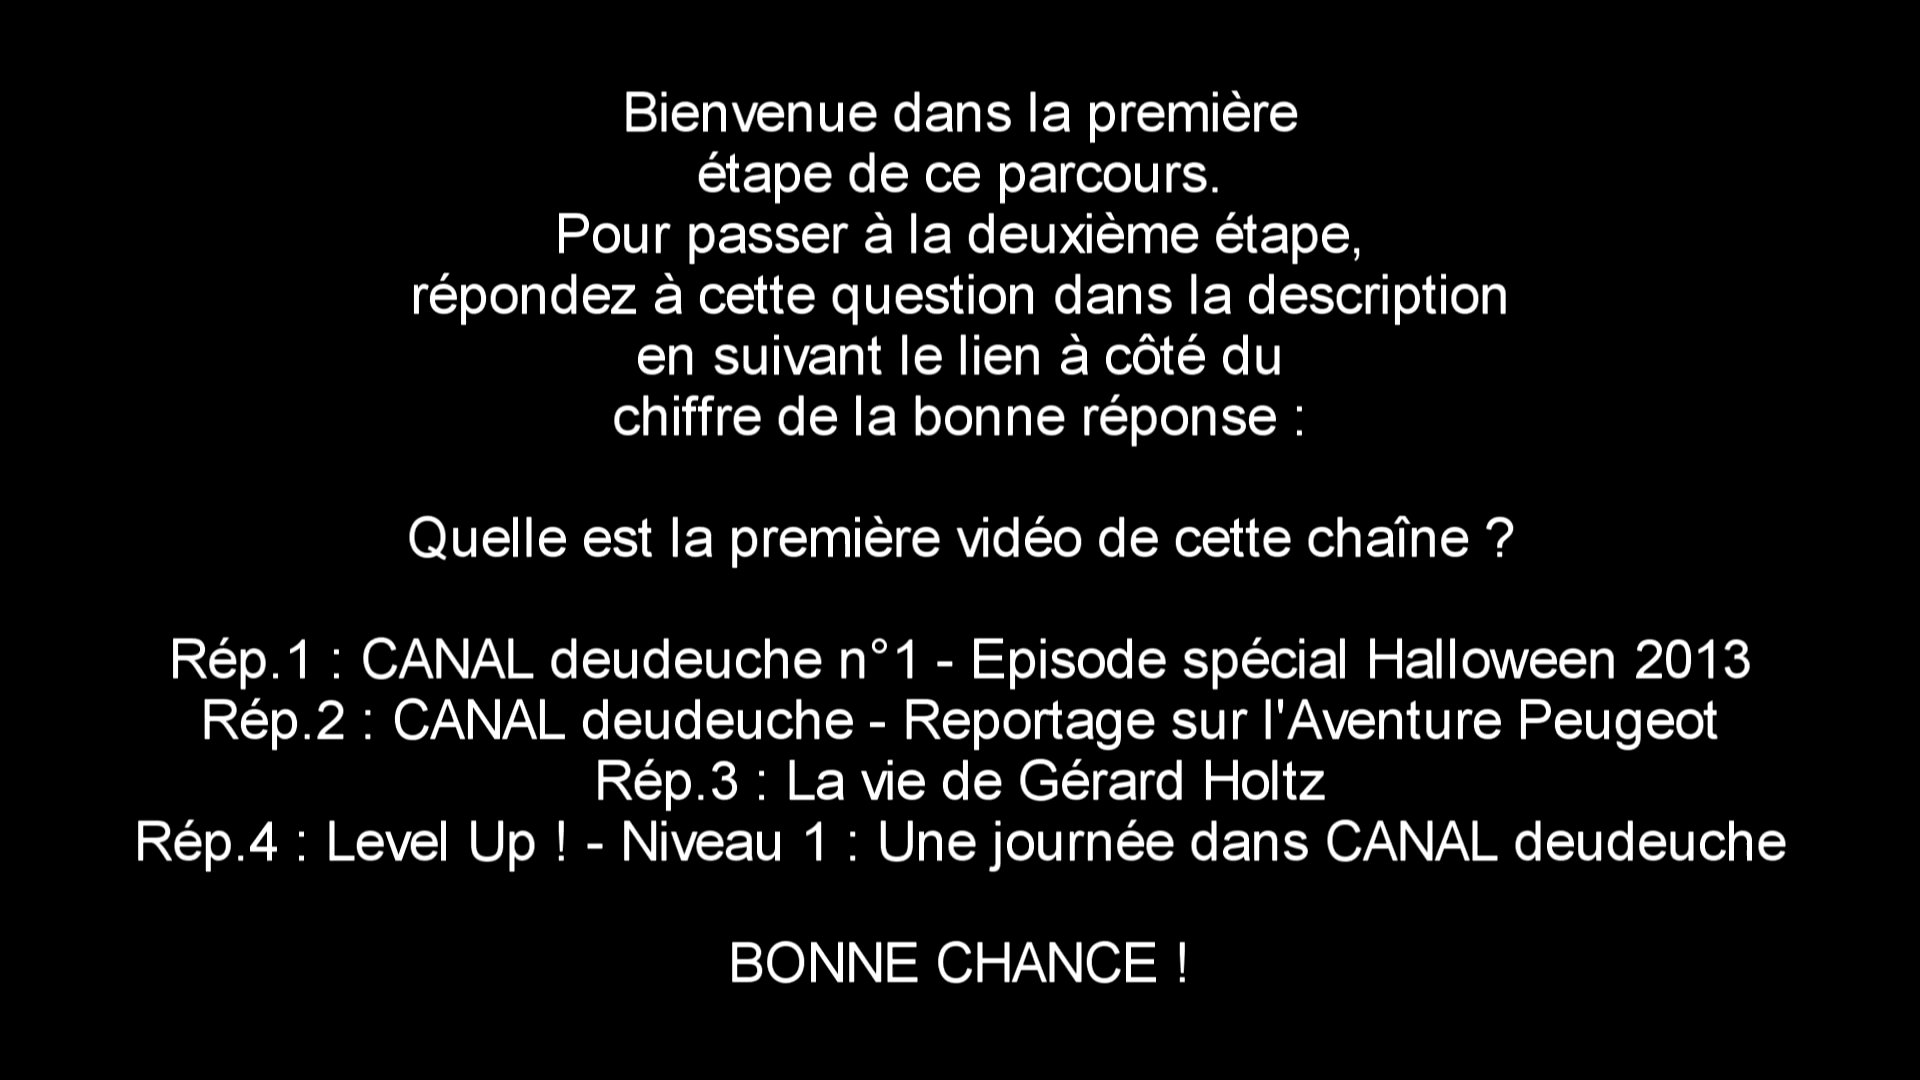 Bienvenue dans la première
étape de ce parcours.
Pour passer à la deuxième étape,
répondez à cette question dans la description
en suivant le lien à côté du
chiffre de la bonne réponse :
Quelle est la première vidéo de cette chaîne ?
Rép.1 : CANAL deudeuche n°1 - Episode spécial Halloween 2013
Rép.2 : CANAL deudeuche - Reportage sur l'Aventure Peugeot
Rép.3 : La vie de Gérard Holtz
Rép.4 : Level Up ! - Niveau 1 : Une journée dans CANAL deudeuche
BONNE CHANCE !